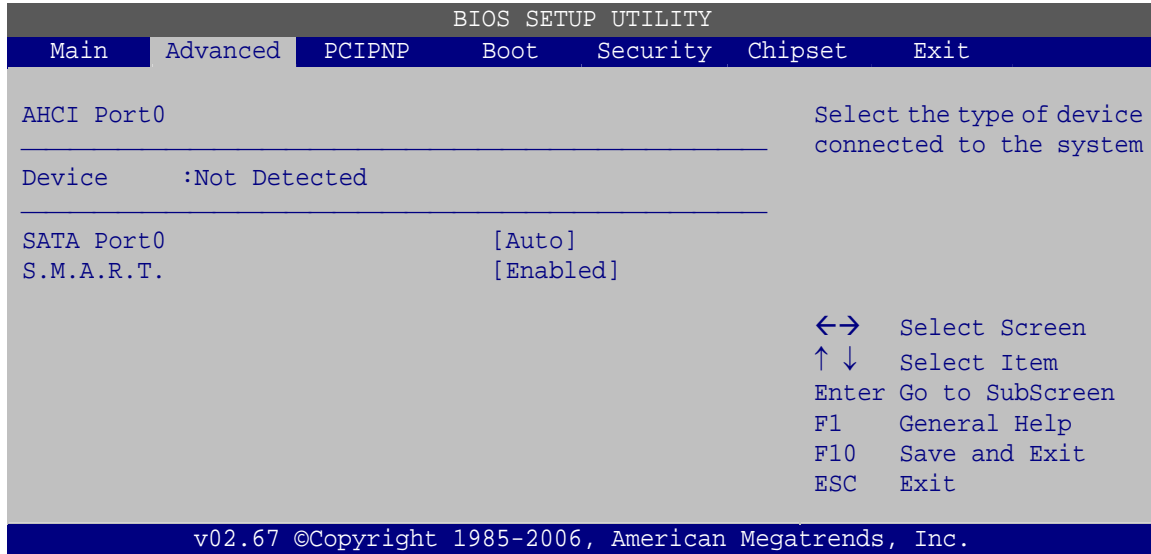 BIOS SETUP UTILITY
Main Advanced PCIPNP Boot Security Chipset Exit
AHCI Port0
Device :Not Detected
SATA Port0 [Auto]
S.M.A.R.T. [Enabled]
Select the type of device
connected to the system
←→ Select Screen
↑ ↓ Select Item
Enter Go to SubScreen
F1 General Help
F10 Save and Exit
ESC Exit
v02.67 ©Copyright 1985-2006, American Megatrends, Inc.